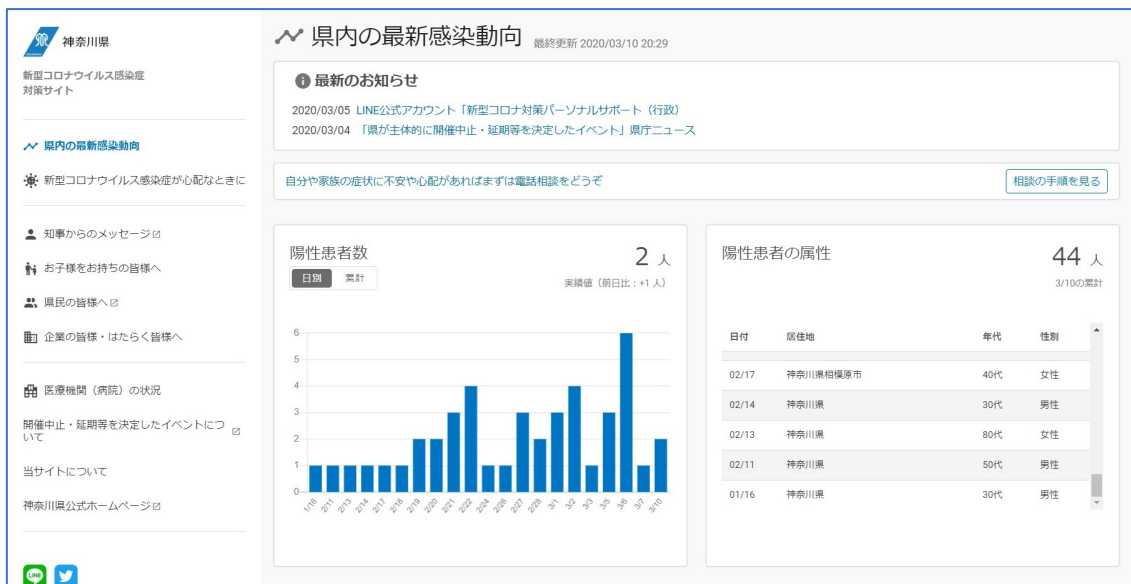 神奈川県
新型コロナウイルス感染症
対策サイト
県内の最新感染動向
新型コロナウイルス感染症が心配なときに
知事からのメッセージ
お子様をお持ちの皆様へ
県民の皆様へ
企業の皆様・はたらく皆様へ
医療機関（病院）の状況
開催中止・延期等を決定したイベントにつ
いて
当サイトについて
神奈川県公式ホームページ
LINE
県内の最新感染動向 最終更新 2020/03/10 20:29
最新のお知らせ
2020/03/05 LINE公式アカウント「新型コロナ対策パーソナルサポート（行政）
2020/03/04 「県が主体的に開催中止・延期等を決定したイベント」県庁ニュース
自分や家族の症状に不安や心配があればまずは電話相談をどうぞ 相談の手順を見る
陽性患者数 2 人
日別 累計 実績値（前日比：+1 人）
6
5
4
3
2
1
0
1/16 2/11 2/13 2/14 2/17 2/18 2/19 2/20 2/21 2/22 2/24 2/26 2/27 2/28 3/1 3/2 3/3 3/5 3/6 3/7 3/10
陽性患者の属性 44 人
3/10の累計
日付 居住地 年代 性別
02/17 神奈川県相模原市 40代 女性
02/14 神奈川県 30代 男性
02/13 神奈川県 80代 女性
02/11 神奈川県 50代 男性
01/16 神奈川県 30代 男性